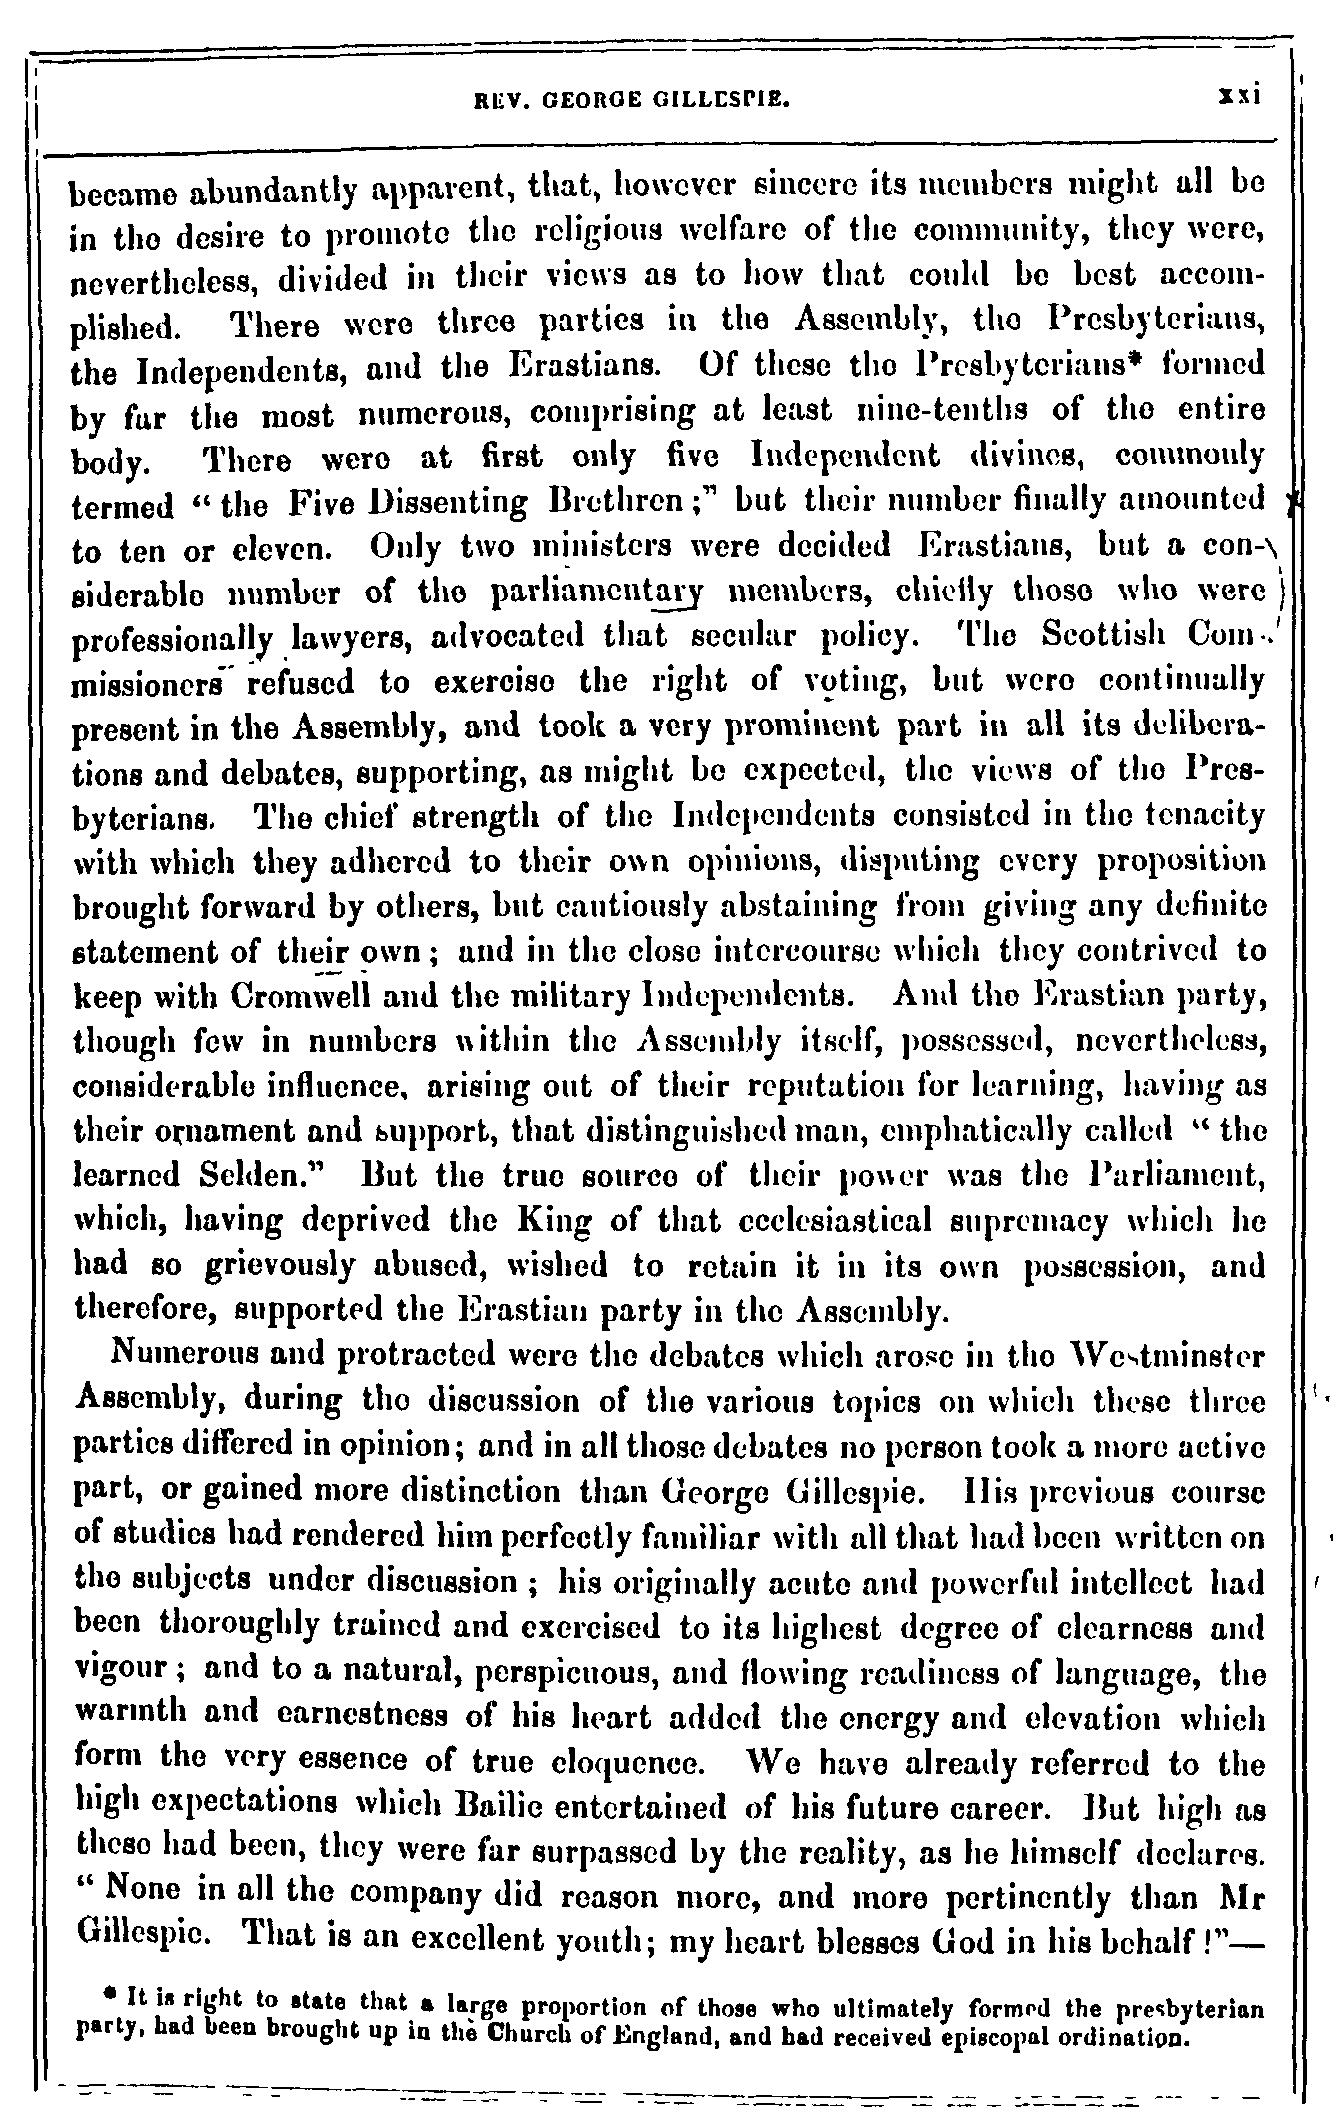 REV. GEORGE GILLESPIE. xxi
became abundantly apparent, that, however sincere its members might all be
in the desire to promote the religious welfare of the community, they were,
nevertheless, divided in their views as to how that could be best accom-
plished. There were three parties in the Assembly, the Presbyterians,
the Independents, and the Erastians. Of these the Presbyterians* formed
by far the most numerous, comprising at least nine-tenths of the entire
body. There were at first only five Independent divines, commonly
termed “the Five Dissenting Brethren;” but their number finally amounted
to ten or eleven. Only two ministers were decided Erastians, but a con-
siderable number of the parliamentary members, chiefly those who were
professionally lawyers, advocated that secular policy. The Scottish Com-
missioners refused to exercise the right of voting, but were continually
present in the Assembly, and took a very prominent part in all its delibera-
tions and debates, supporting, as might be expected, the views of the Pres-
byterians. The chief strength of the Independents consisted in the tenacity
with which they adhered to their own opinions, disputing every proposition
brought forward by others, but cautiously abstaining from giving any definite
statement of their own; and in the close intercourse which they contrived to
keep with Cromwell and the military Independents. And the Erastian party,
though few in numbers within the Assembly itself, possessed, nevertheless,
considerable influence, arising out of their reputation for learning, having as
their ornament and support, that distinguished man, emphatically called “the
learned Selden.” But the true source of their power was the Parliament,
which, having deprived the King of that ecclesiastical supremacy which he
had so grievously abused, wished to retain it in its own possession, and
therefore, supported the Erastian party in the Assembly.
Numerous and protracted were the debates which arose in the Westminster
Assembly, during the discussion of the various topics on which these three
parties differed in opinion; and in all those debates no person took a more active
part, or gained more distinction than George Gillespie. His previous course
of studies had rendered him perfectly familiar with all that had been written on
the subjects under discussion; his originally acute and powerful intellect had
been thoroughly trained and exercised to its highest degree of clearness and
vigour; and to a natural, perspicuous, and flowing readiness of language, the
warmth and earnestness of his heart added the energy and elevation which
form the very essence of true eloquence. We have already referred to the
high expectations which Bailie entertained of his future career. But high as
these had been, they were far surpassed by the reality, as he himself declares.
“None in all the company did reason more, and more pertinently than Mr
Gillespie. That is an excellent youth; my heart blesses God in his behalf!”—
* It is right to state that a large proportion of those who ultimately formed the presbyterian
party, had been brought up in the Church of England, and had received episcopal ordination.